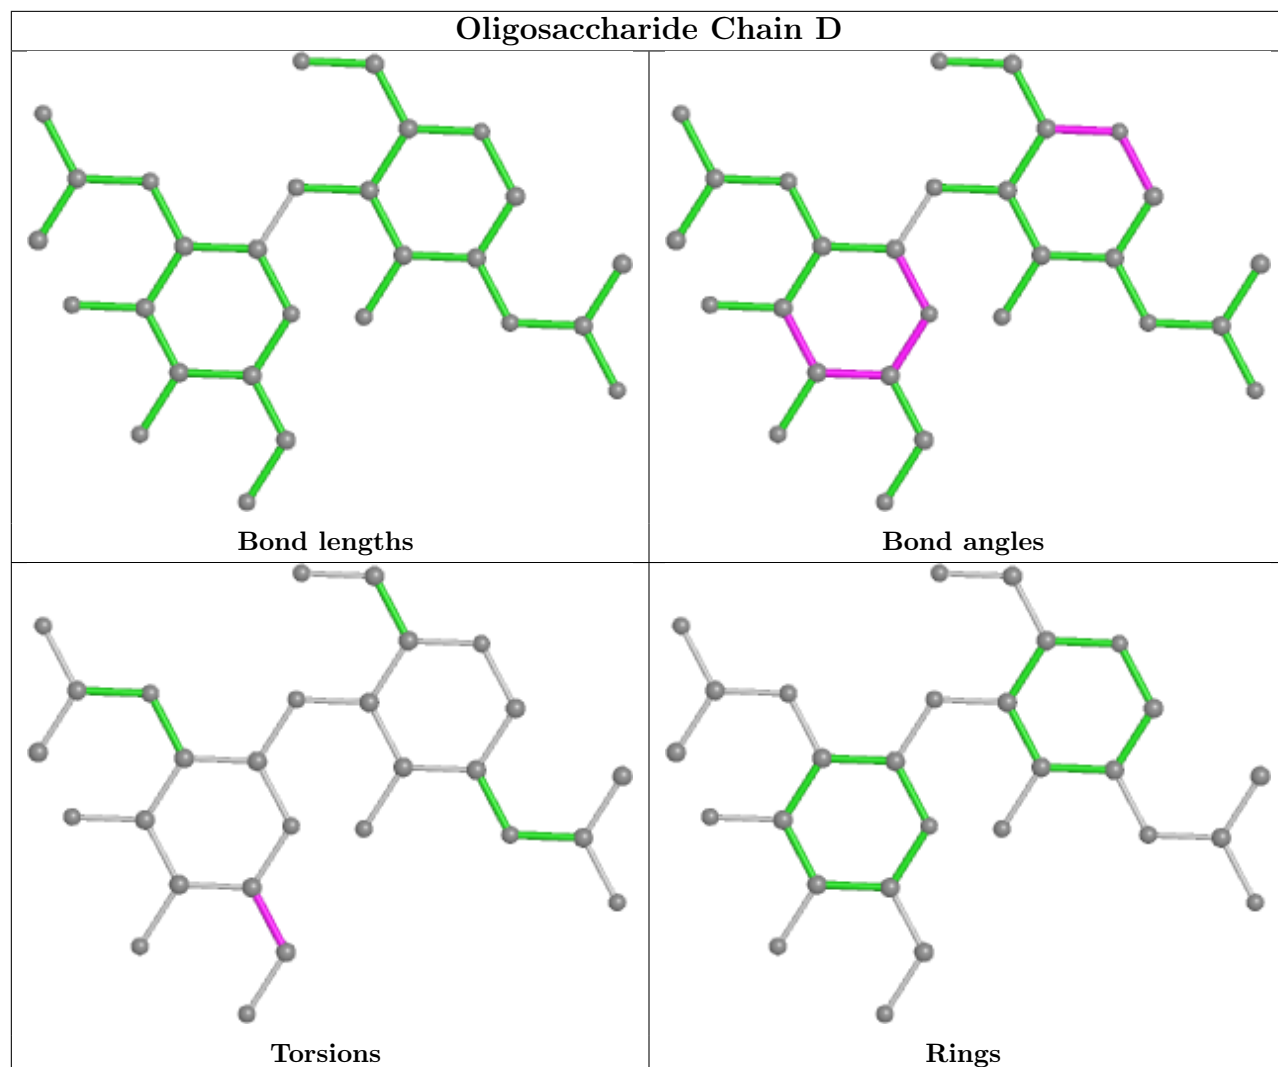 Oligosaccharide Chain D
Bond lengths
Bond angles
Torsions
Rings